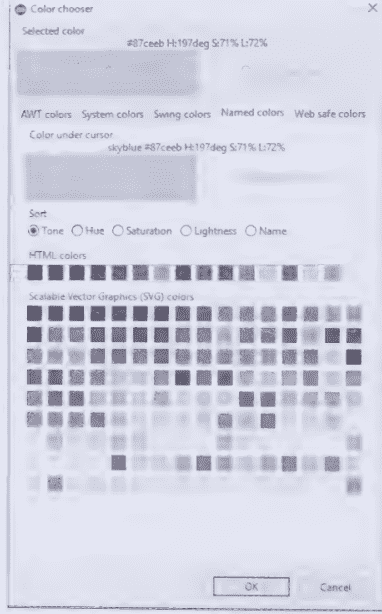 Color chooser
Selected color
#87ceeb H:197deg S:71% L:72%
AWT colors System colors Swing colors Named colors Web safe colors
Color under cursor
skyblue #87ceeb H:197deg S:71% L:72%
Sort
Tone Hue Saturation Lightness Name
HTML colors
Scalable Vector Graphics (SVG) colors
OK Cancel